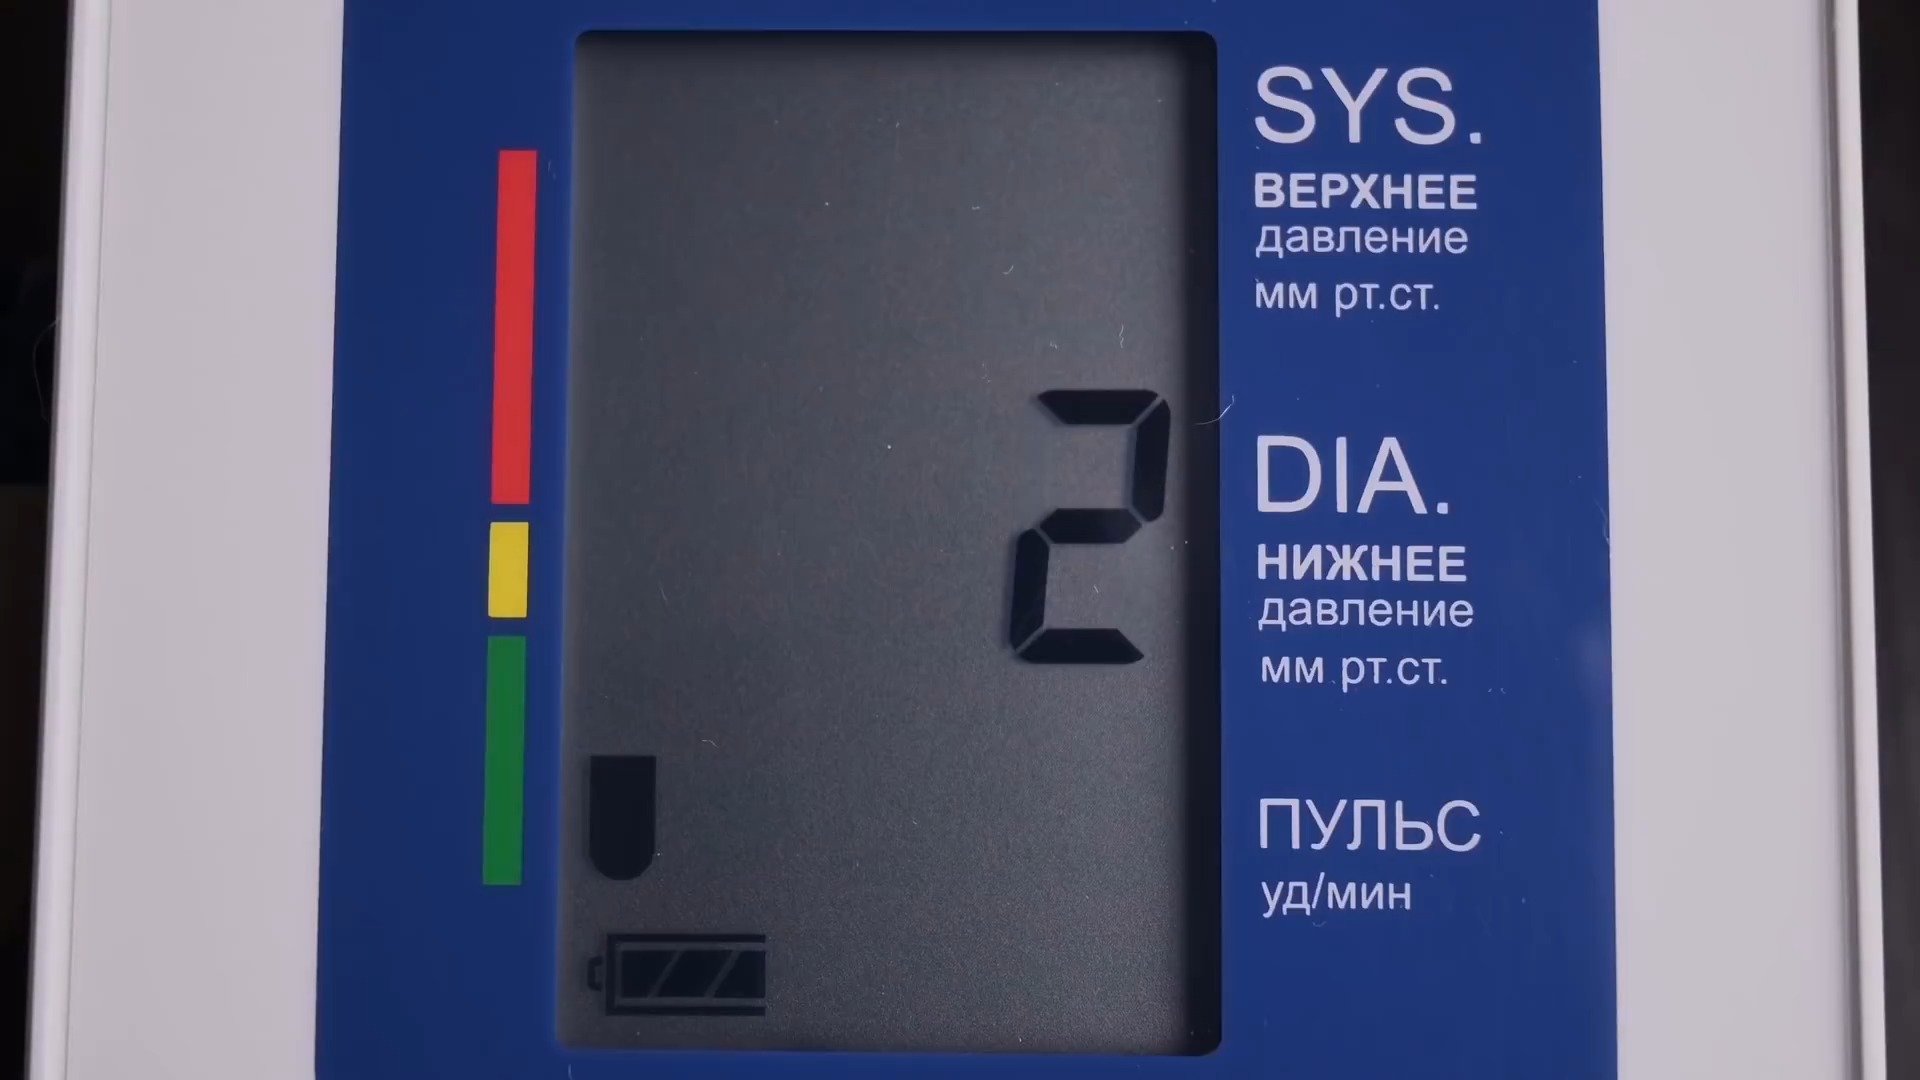 SYS.
ВЕРХНЕЕ
давление
мм рт.ст.
2
DIA.
НИЖНЕЕ
давление
мм рт.ст.
ПУЛЬС
уд/мин